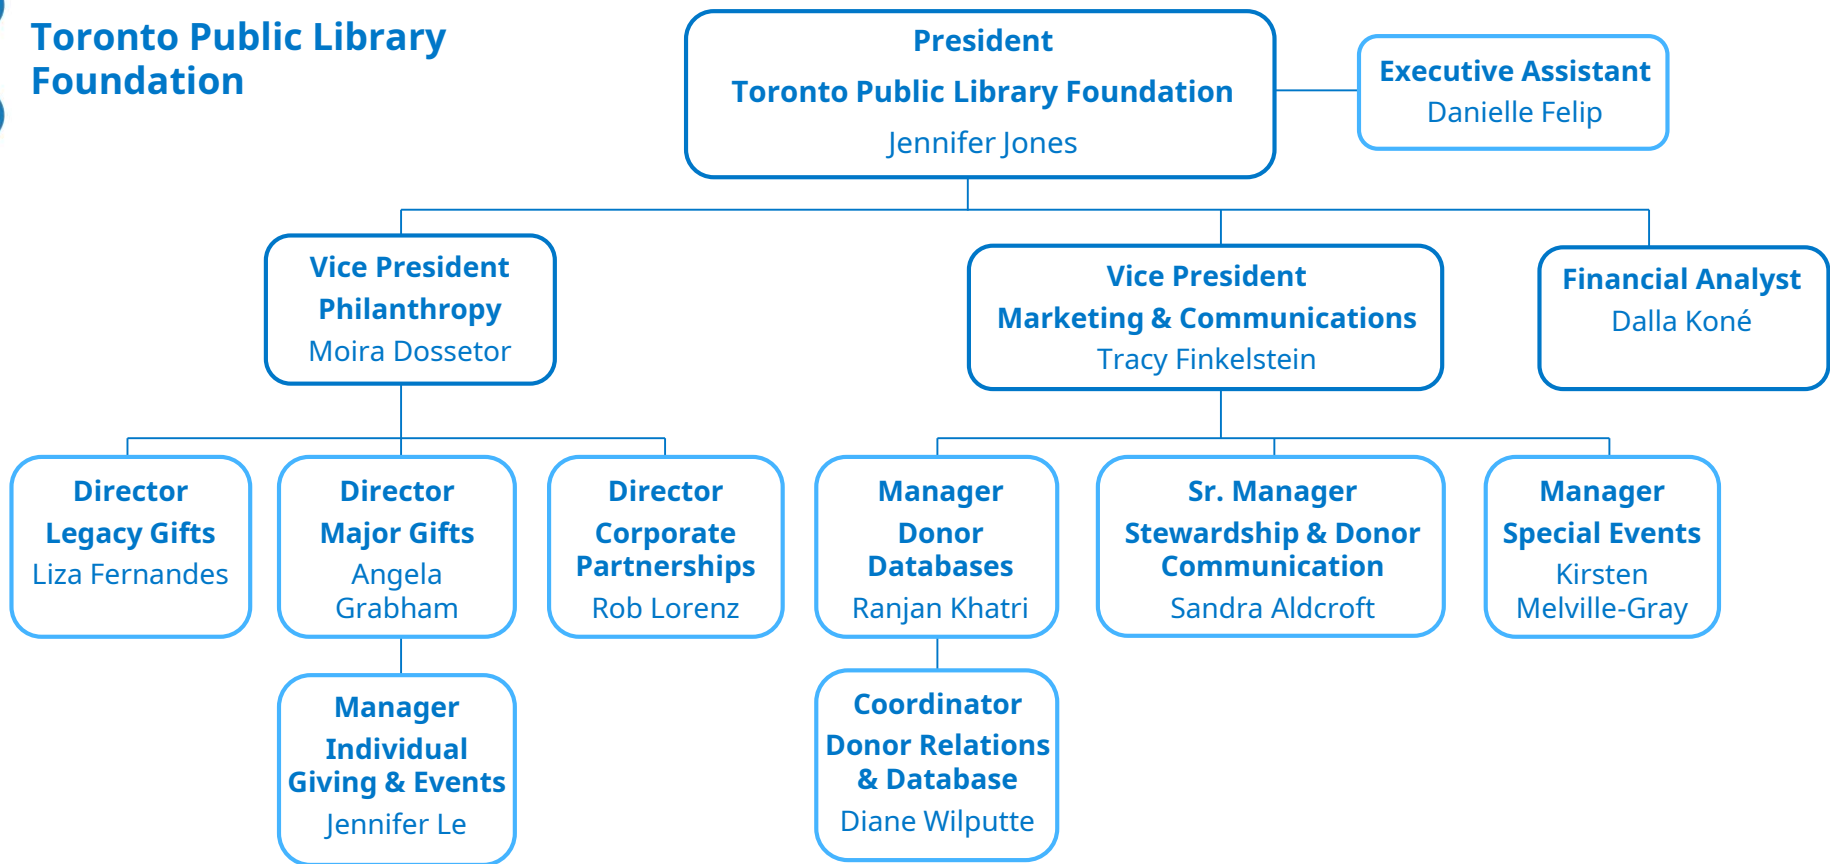 Toronto Public Library
Foundation
President
Toronto Public Library Foundation
Jennifer Jones
Executive Assistant
Danielle Felip
Vice President
Philanthropy
Moira Dossetor
Vice President
Marketing & Communications
Tracy Finkelstein
Financial Analyst
Dalla Koné
Director
Legacy Gifts
Liza Fernandes
Director
Major Gifts
Angela
Grabham
Director
Corporate
Partnerships
Rob Lorenz
Manager
Donor
Databases
Ranjan Khatri
Sr. Manager
Stewardship & Donor
Communication
Sandra Aldcroft
Manager
Special Events
Kirsten
Melville-Gray
Manager
Individual
Giving & Events
Jennifer Le
Coordinator
Donor Relations
& Database
Diane Wilputte